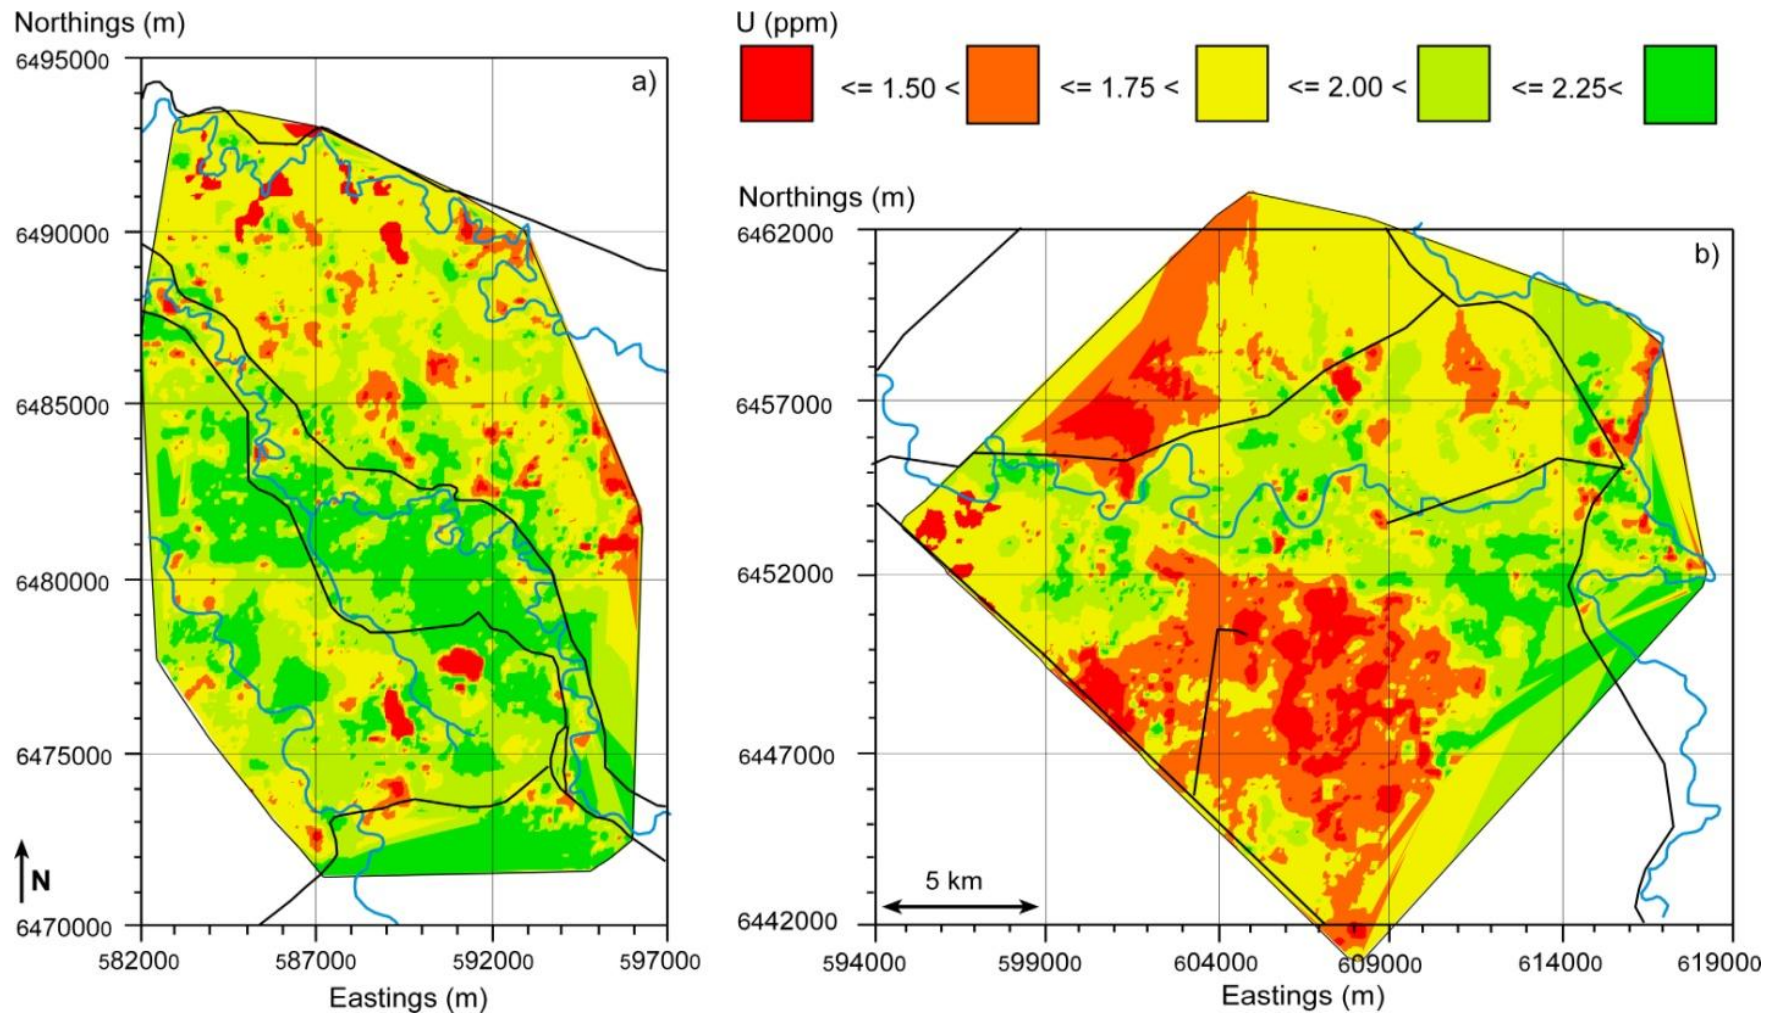 Northings (m)
U (ppm)
<= 1.50 < <= 1.75 < <= 2.00 < <= 2.25<
6495000
a)
6490000
6485000
6480000
6475000
6470000
N
582000 587000 592000 597000
Eastings (m)
Northings (m)
6462000
b)
6457000
6452000
6447000
6442000
5 km
594000 599000 604000 609000 614000 619000
Eastings (m)